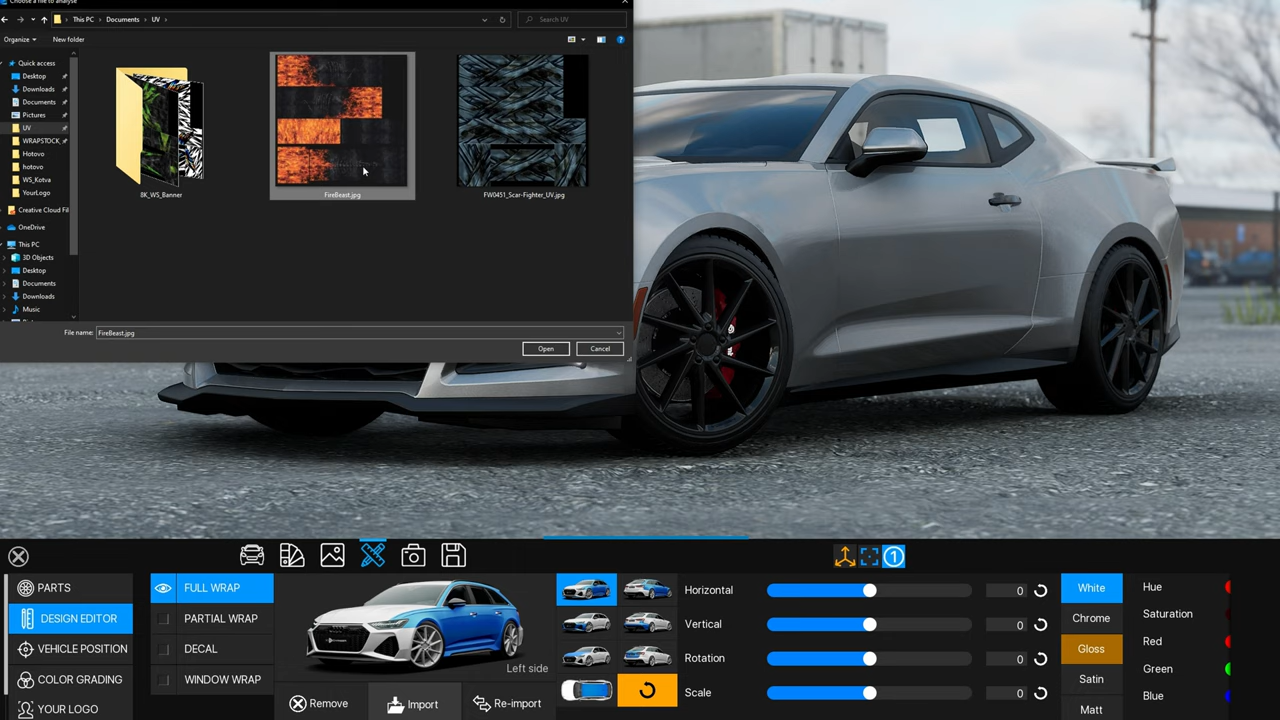 Choose a file to analyse
This PC > Documents > UV >
Search UV
Organize
New folder
Quick access
Desktop
Downloads
Documents
Pictures
UV
WRAPSTOCK_
Hotovo
hotovo
WS_Kotva
YourLogo
Creative Cloud Fil
OneDrive
This PC
3D Objects
Desktop
Documents
Downloads
Music
8K_WS_Banner
FireBeast.jpg
FW0451_Scar-Fighter_UV.jpg
File name:
FireBeast.jpg
Open
Cancel
1
PARTS
DESIGN EDITOR
VEHICLE POSITION
COLOR GRADING
YOUR LOGO
FULL WRAP
PARTIAL WRAP
DECAL
WINDOW WRAP
Left side
Remove
Import
Re-import
Horizontal
0
Vertical
0
Rotation
0
Scale
0
White
Chrome
Gloss
Satin
Matt
Hue
Saturation
Red
Green
Blue